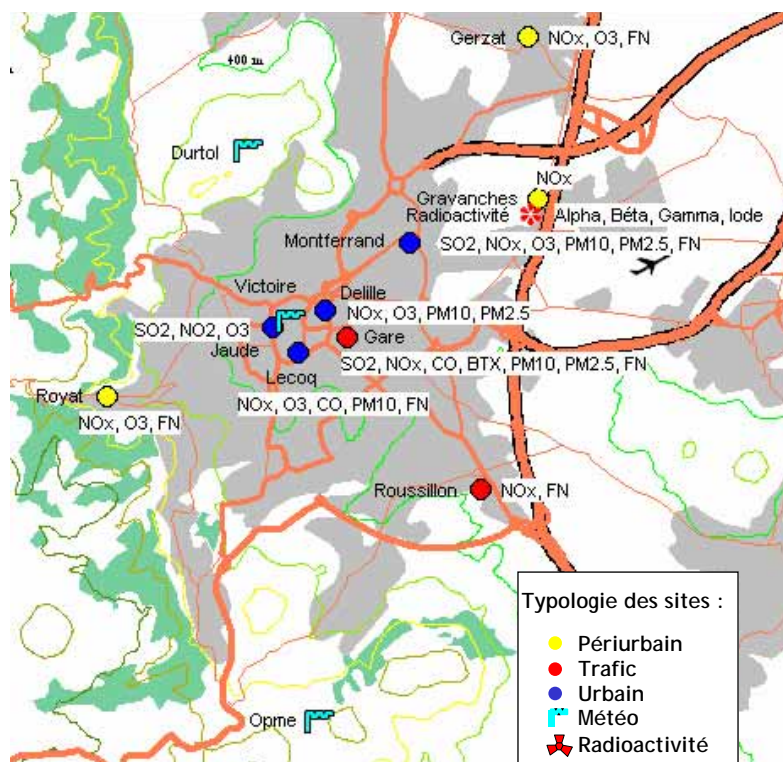 Gerzat
NOx, O3, FN
400 m
Durtol
NOx
Gravanches
Radioactivité
Alpha, Béta, Gamma, Iode
Montferrand
SO2, NOx, O3, PM10, PM2.5, FN
Victoire
Delille
NOx, O3, PM10, PM2.5
SO2, NO2, O3
Jaude
Gare
SO2, NOx, CO, BTX, PM10, PM2.5, FN
Lecoq
NOx, O3, CO, PM10, FN
Royat
NOx, O3, FN
Roussillon
NOx, FN
Opme
Typologie des sites :
Périurbain
Trafic
Urbain
Météo
Radioactivité